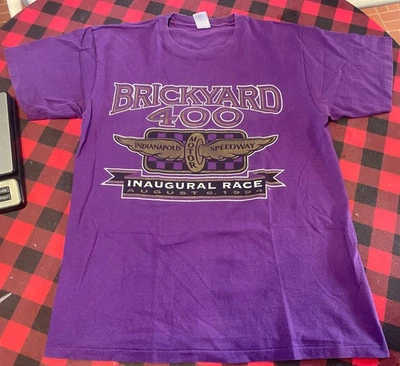 BRICKYARD
400
INDIANAPOLIS MOTOR SPEEDWAY
INAUGURAL RACE
AUGUST 6, 1994